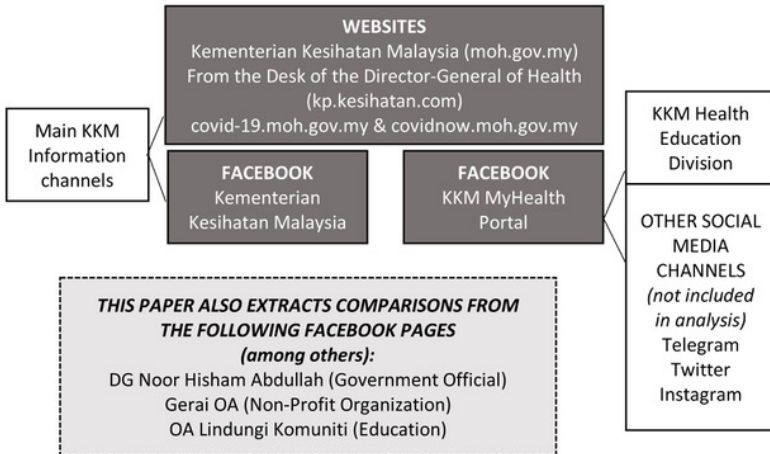 WEBSITES
Kementerian Kesihatan Malaysia (moh.gov.my)
From the Desk of the Director-General of Health
(kp.kesihatan.com)
covid-19.moh.gov.my & covidnow.moh.gov.my
Main KKM
Information
channels
FACEBOOK
Kementerian
Kesihatan Malaysia
FACEBOOK
KKM MyHealth
Portal
KKM Health
Education
Division
OTHER SOCIAL
MEDIA
CHANNELS
(not included
in analysis)
Telegram
Twitter
Instagram
THIS PAPER ALSO EXTRACTS COMPARISONS FROM
THE FOLLOWING FACEBOOK PAGES
(among others):
DG Noor Hisham Abdullah (Government Official)
Gerai OA (Non-Profit Organization)
OA Lindungi Komuniti (Education)